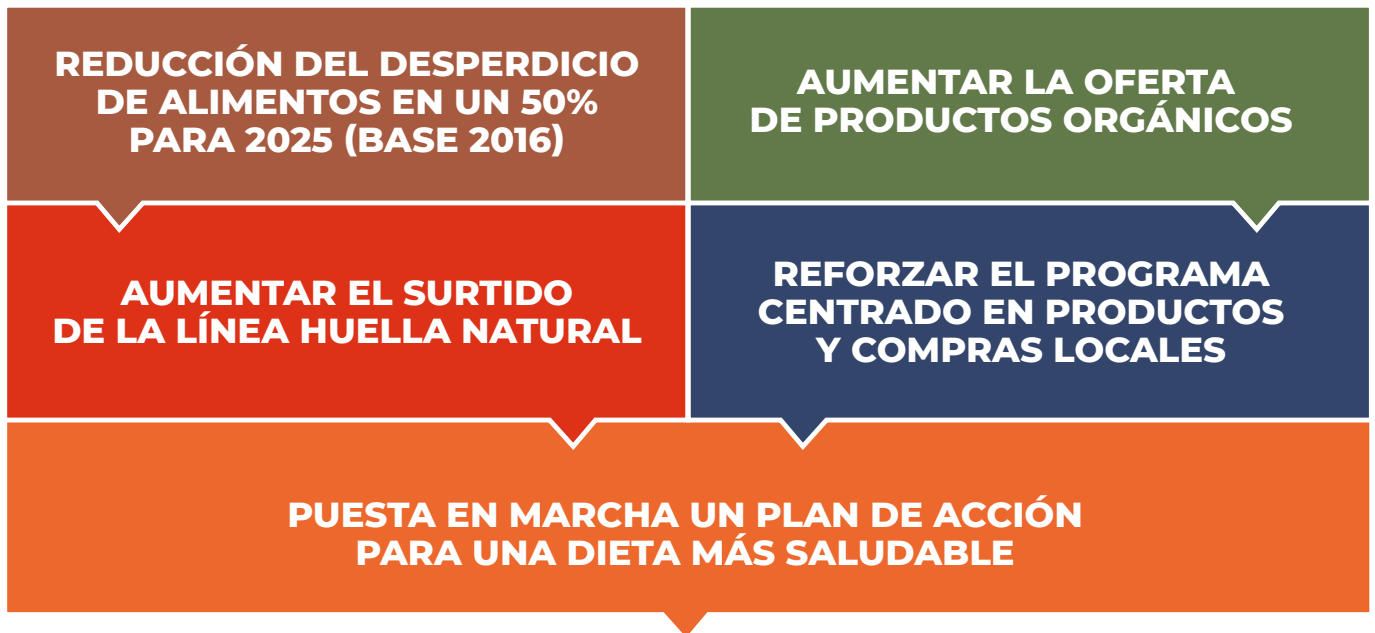 REDUCCIÓN DEL DESPERDICIO
DE ALIMENTOS EN UN 50%
PARA 2025 (BASE 2016)
AUMENTAR LA OFERTA
DE PRODUCTOS ORGÁNICOS
AUMENTAR EL SURTIDO
DE LA LÍNEA HUELLA NATURAL
REFORZAR EL PROGRAMA
CENTRADO EN PRODUCTOS
Y COMPRAS LOCALES
PUESTA EN MARCHA UN PLAN DE ACCIÓN
PARA UNA DIETA MÁS SALUDABLE